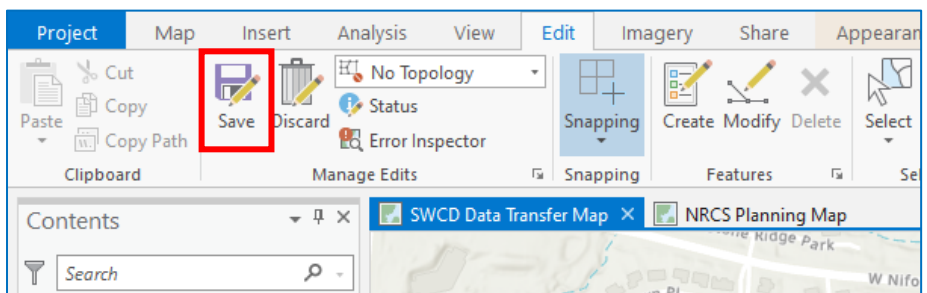 Project Map Insert Analysis View Edit Imagery Share Appearan
Cut
Copy
Copy Path
Paste
Clipboard
Save
Discard
No Topology
Status
Error Inspector
Manage Edits
Snapping
Snapping
Create Modify Delete
Features
Select
Sel
Contents
Search
SWCD Data Transfer Map
NRCS Planning Map
Ridge Park
W Nifo
Pl